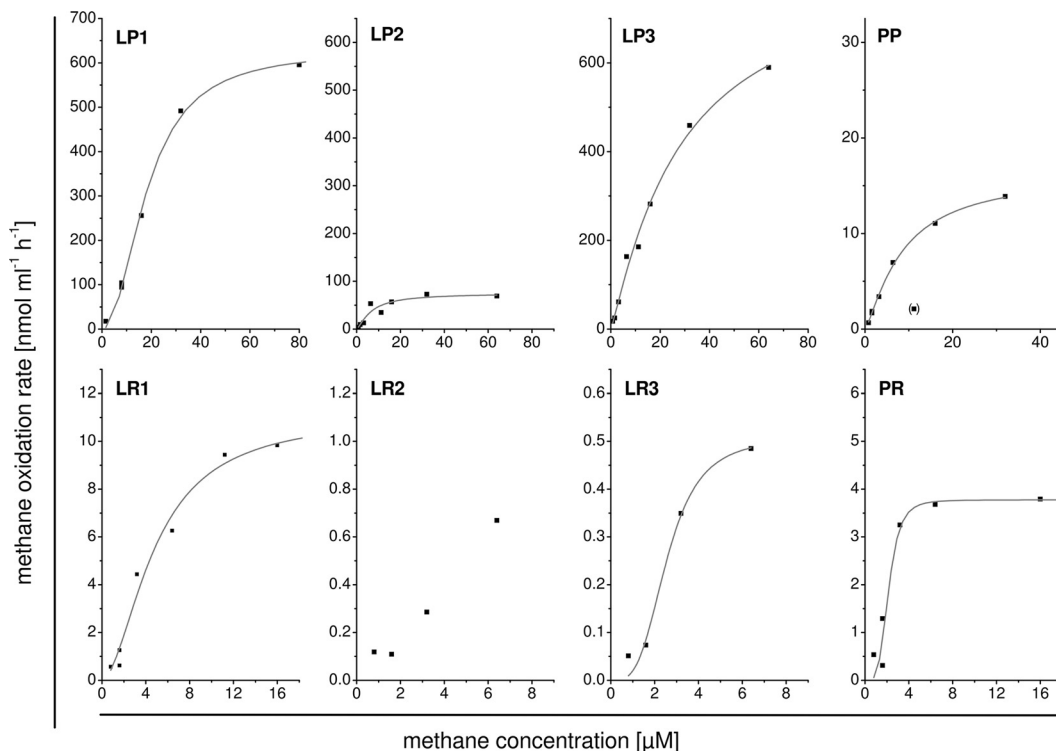 methane oxidation rate [nmol ml⁻¹ h⁻¹]
LP1
700
600
500
400
300
200
100
0
0 20 40 60 80
LP2
600
500
400
300
200
100
0
0 20 40 60 80
LP3
600
400
200
0
0 20 40 60 80
PP
30
20
10
0
0 20 40
LR1
12
10
8
6
4
2
0
0 4 8 12 16
LR2
1.2
1.0
0.8
0.6
0.4
0.2
0.0
0 2 4 6 8
LR3
0.6
0.5
0.4
0.3
0.2
0.1
0.0
0 2 4 6 8
PR
6
5
4
3
2
1
0
0 4 8 12 16
methane concentration [µM]